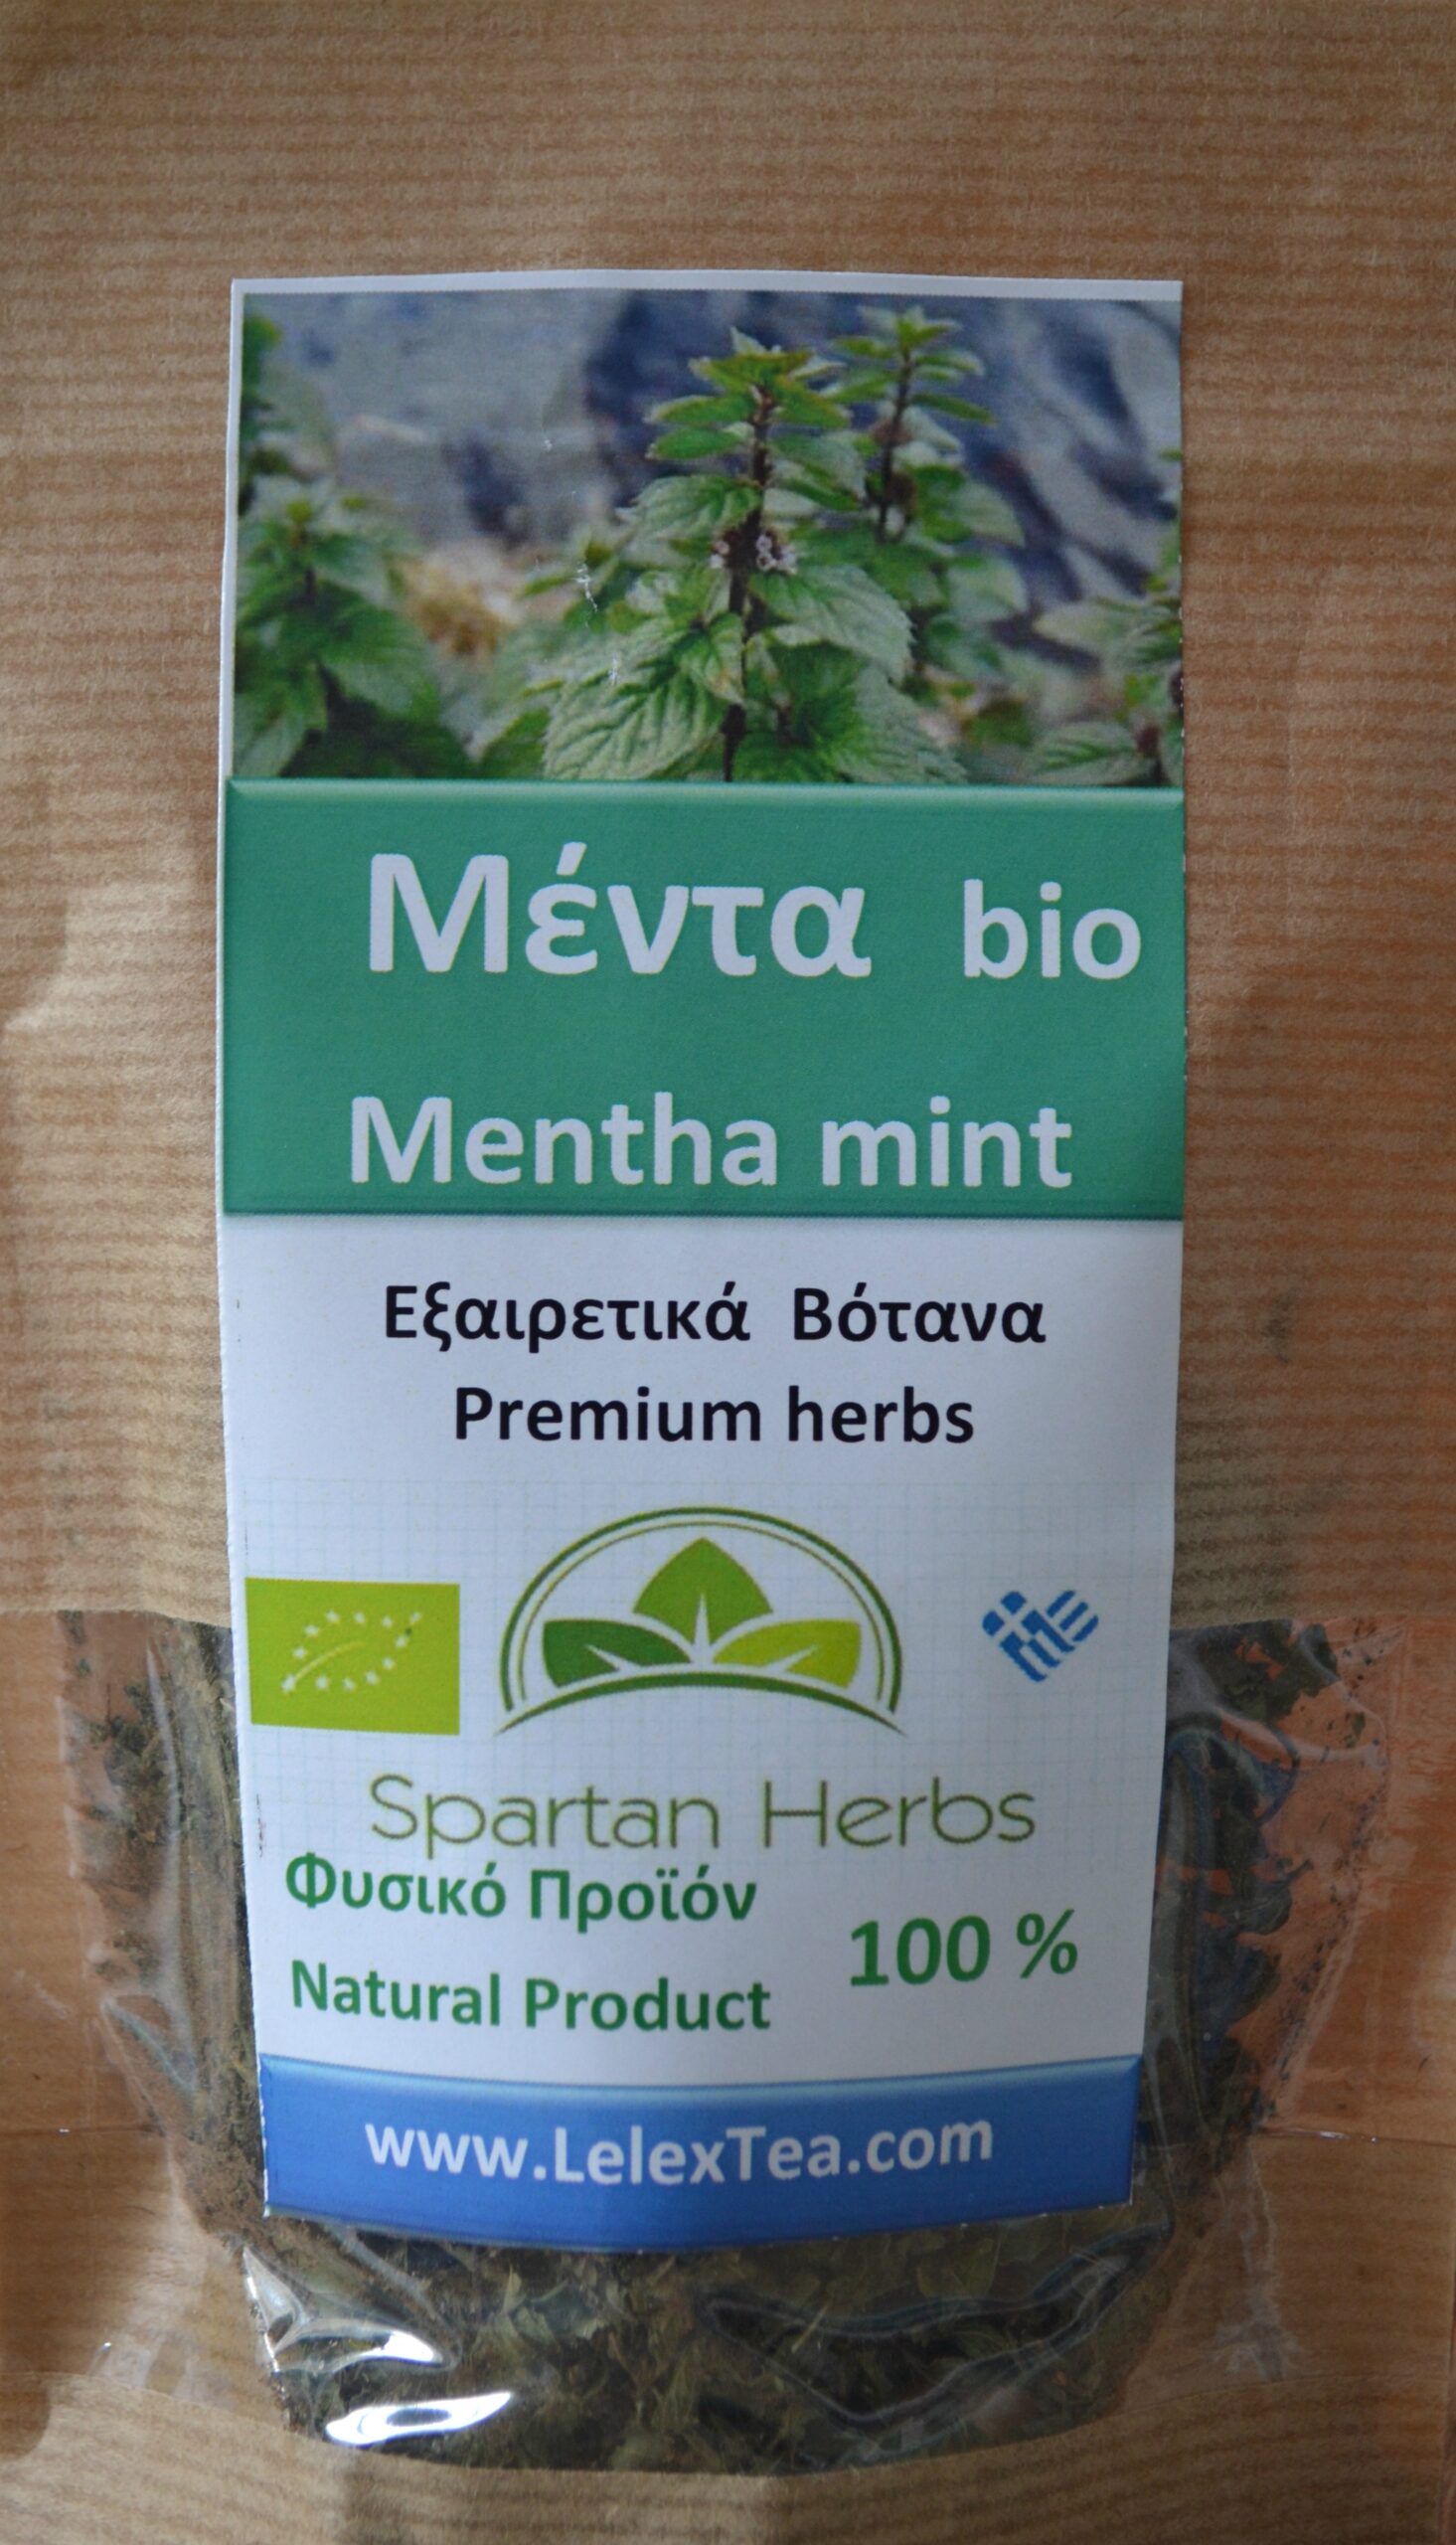 Μέντα bio
Mentha mint
Εξαιρετικά Βότανα
Premium herbs
Spartan Herbs
Φυσικό Προϊόν
100 %
Natural Product
www.LelexTea.com